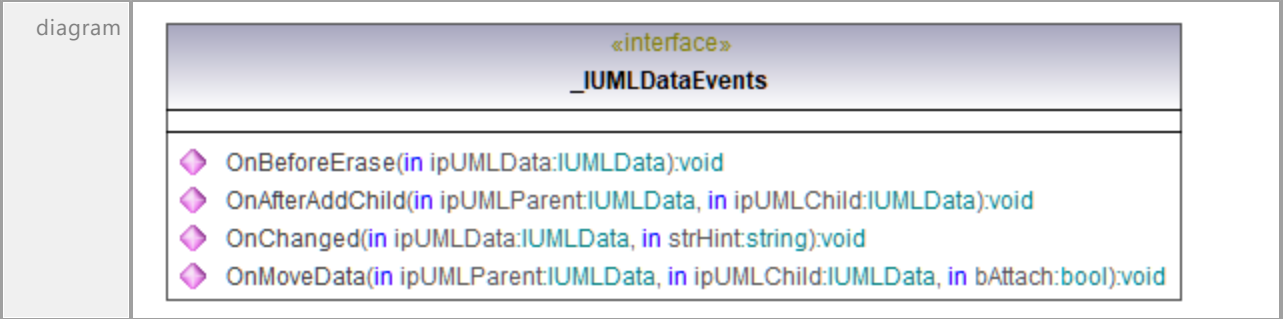 diagram
«interface»
_IUMLDataEvents
OnBeforeErase(in ipUMLData:IUMLData):void
OnAfterAddChild(in ipUMLParent:IUMLData, in ipUMLChild:IUMLData):void
OnChanged(in ipUMLData:IUMLData, in strHint:string):void
OnMoveData(in ipUMLParent:IUMLData, in ipUMLChild:IUMLData, in bAttach:bool):void